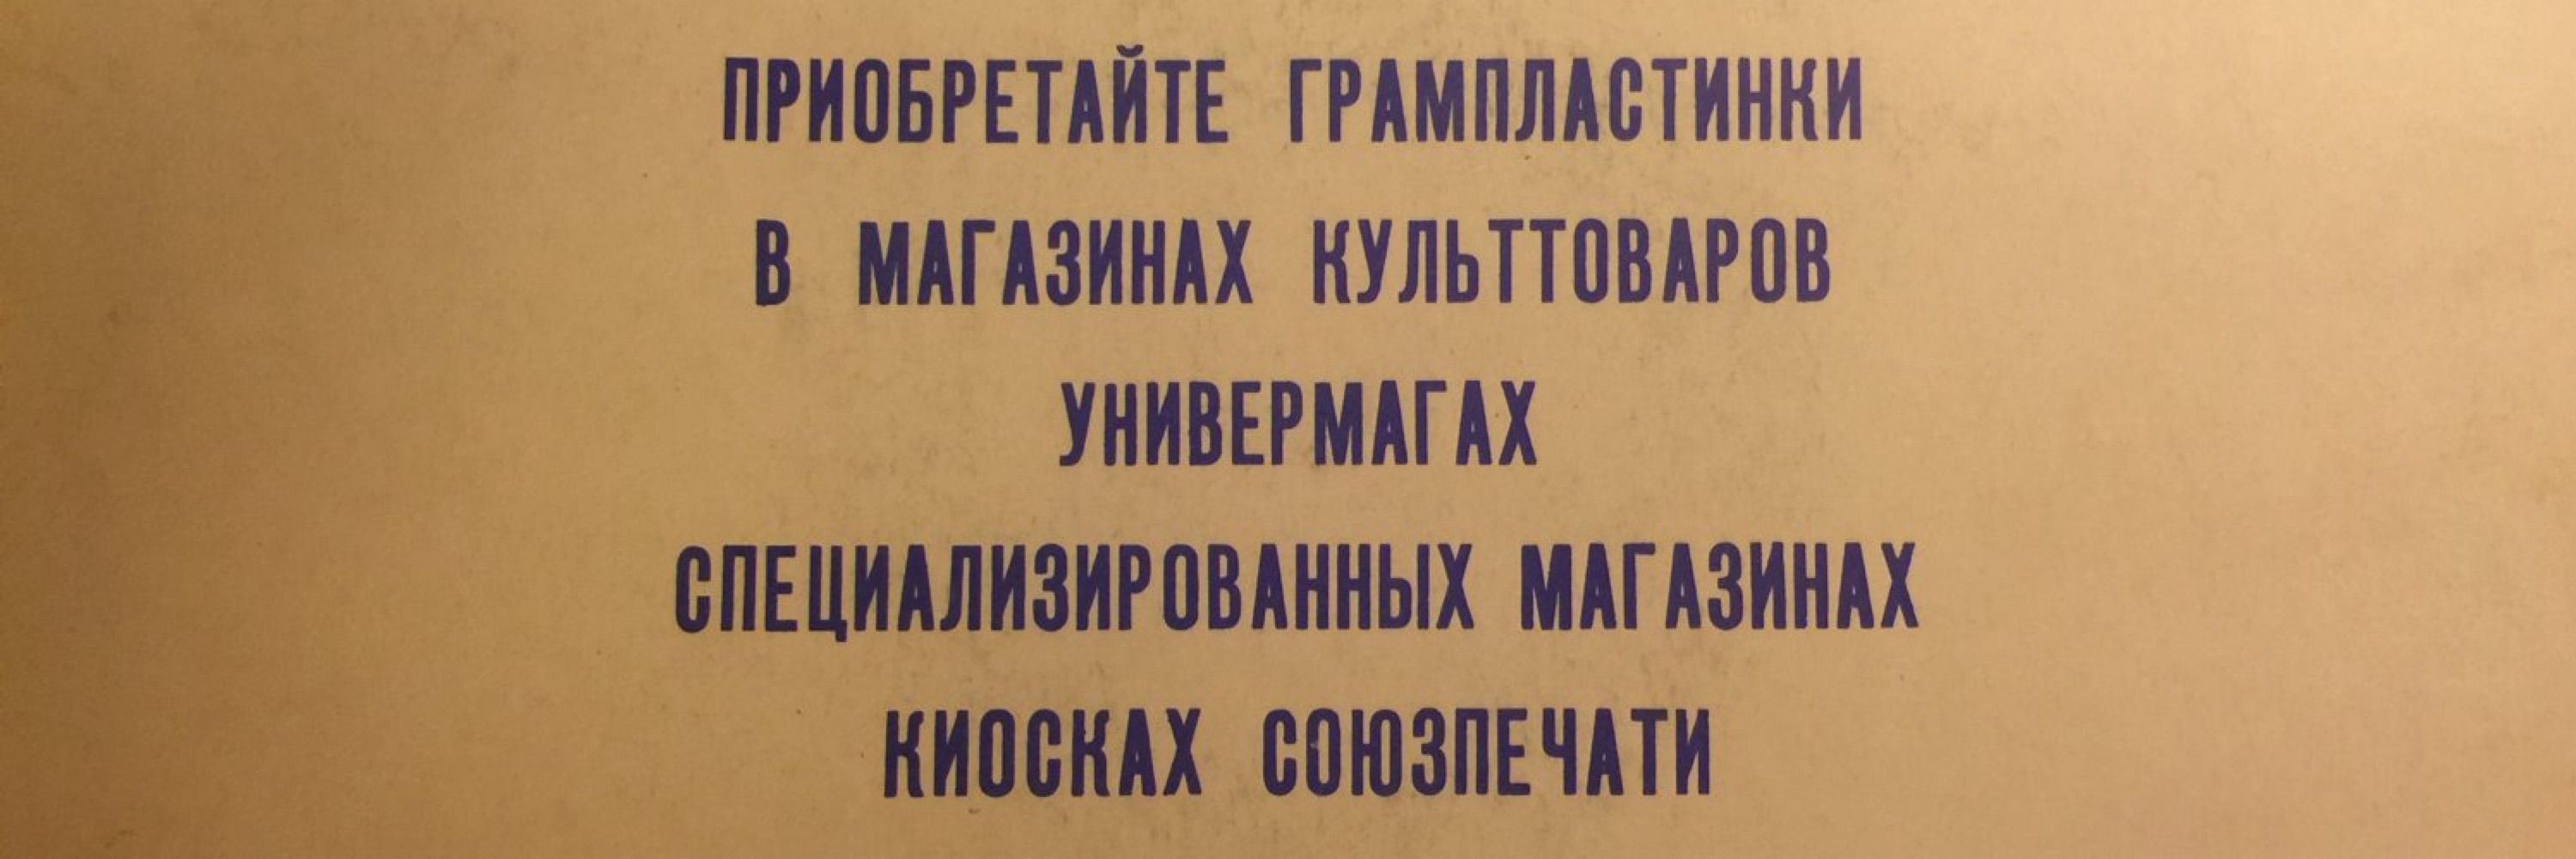 ПРИОБРЕТАЙТЕ ГРАМПЛАСТИНКИ
В МАГАЗИНАХ КУЛЬТТОВАРОВ
УНИВЕРМАГАХ
СПЕЦИАЛИЗИРОВАННЫХ МАГАЗИНАХ
КИОСКАХ СОЮЗПЕЧАТИ